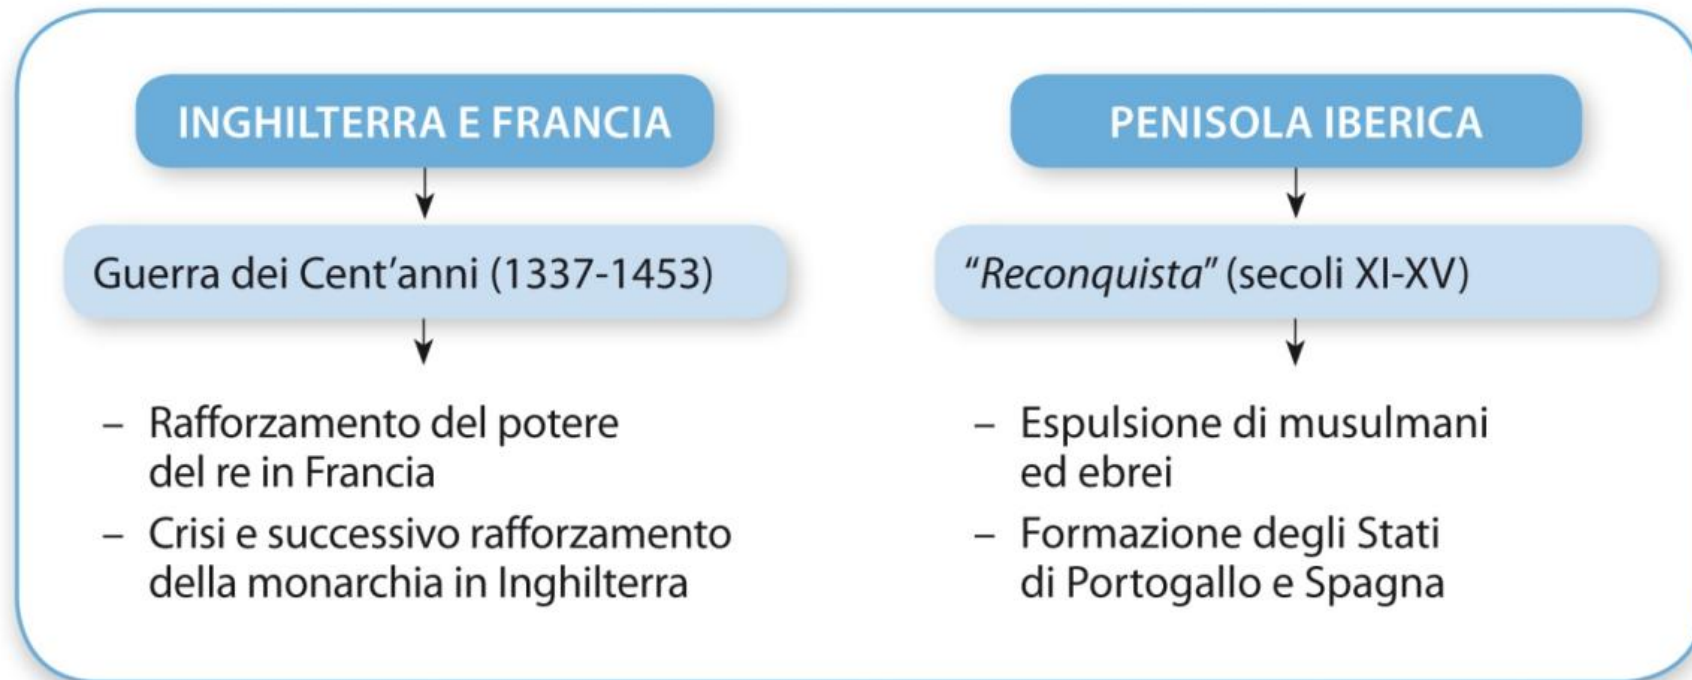 INGHILTERRA E FRANCIA
Guerra dei Cent’anni (1337-1453)
– Rafforzamento del potere
del re in Francia
– Crisi e successivo rafforzamento
della monarchia in Inghilterra
PENISOLA IBERICA
“Reconquista” (secoli XI-XV)
– Espulsione di musulmani
ed ebrei
– Formazione degli Stati
di Portogallo e Spagna